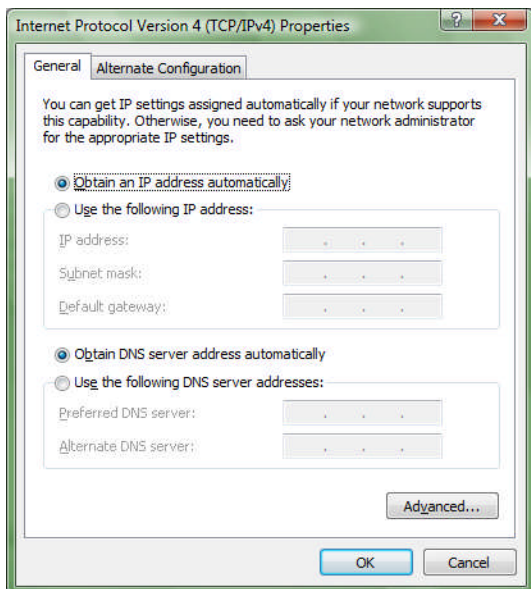 Internet Protocol Version 4 (TCP/IPv4) Properties
General
Alternate Configuration
You can get IP settings assigned automatically if your network supports
this capability. Otherwise, you need to ask your network administrator
for the appropriate IP settings.
Obtain an IP address automatically
Use the following IP address:
IP address:
Subnet mask:
Default gateway:
Obtain DNS server address automatically
Use the following DNS server addresses:
Preferred DNS server:
Alternate DNS server:
Advanced...
OK
Cancel